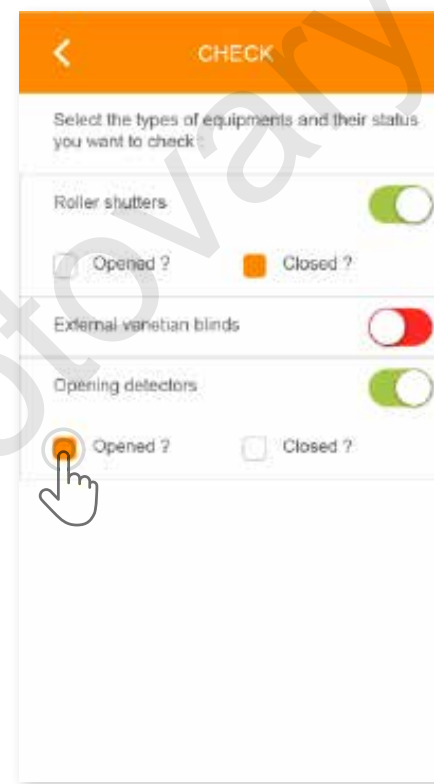 CHECK
Select the types of equipments and their status
you want to check :
Roller shutters
Opened ? Closed ?
External venetian blinds
Opening detectors
Opened ? Closed ?